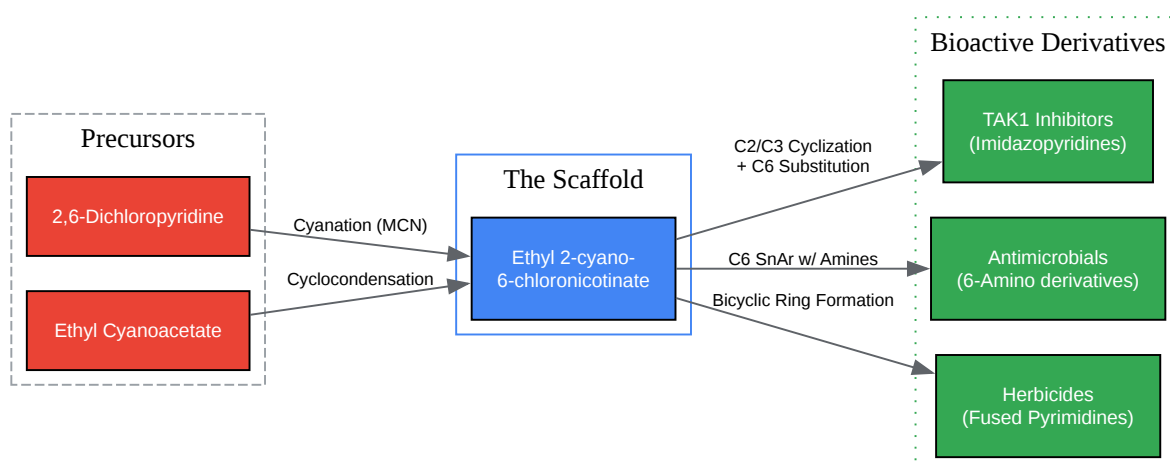 Precursors
2,6-Dichloropyridine
Ethyl Cyanoacetate
Cyanation (MCN)
Cyclocondensation
The Scaffold
Ethyl 2-cyano-
6-chloronicotinate
C2/C3 Cyclization
+ C6 Substitution
C6 SnAr w/ Amines
Bicyclic Ring Formation
Bioactive Derivatives
TAK1 Inhibitors
(Imidazopyridines)
Antimicrobials
(6-Amino derivatives)
Herbicides
(Fused Pyrimidines)